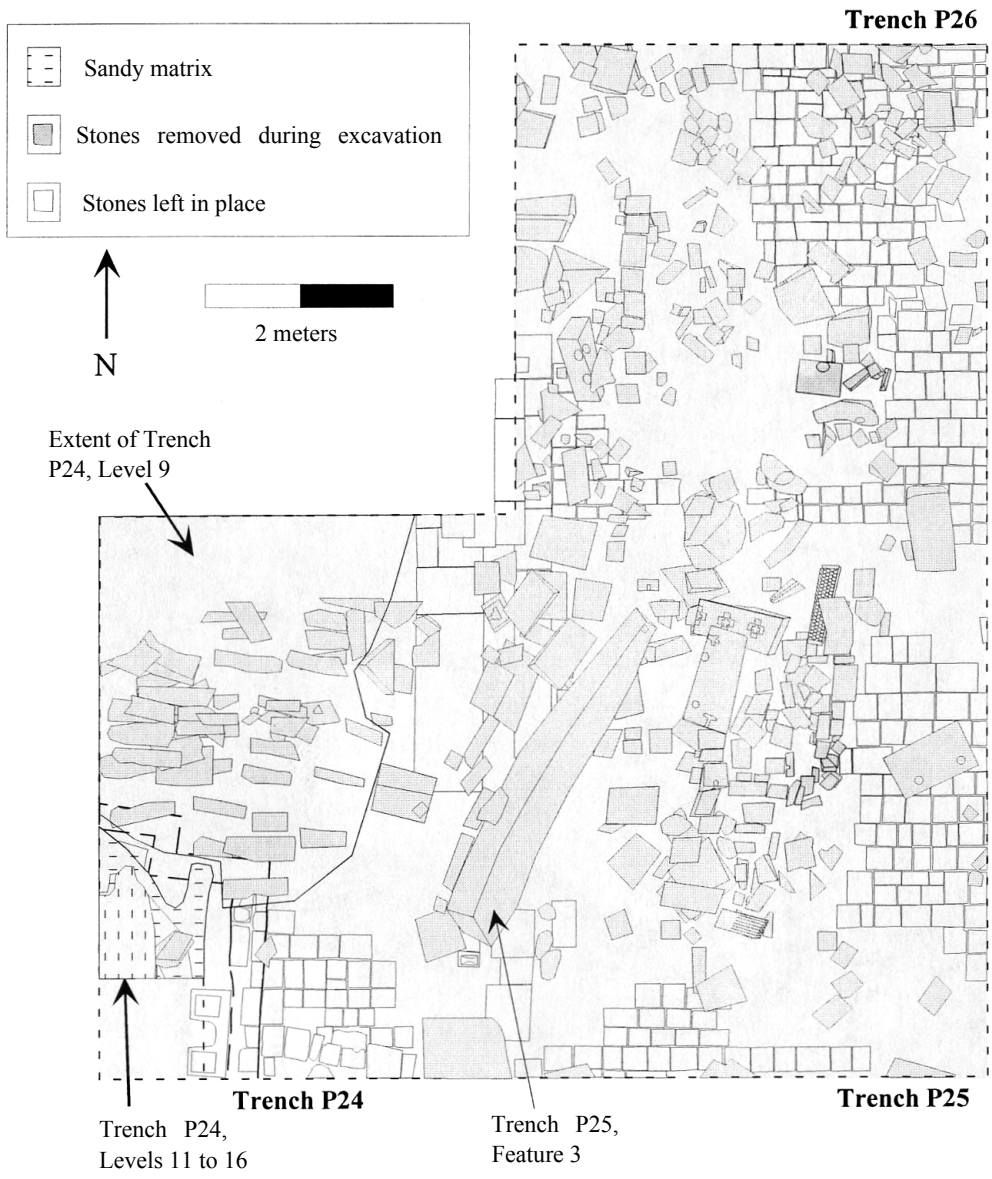 Trench P26
Sandy matrix
Stones removed during excavation
Stones left in place
2 meters
N
Extent of Trench
P24, Level 9
Trench P24
Trench P25
Trench P24,
Levels 11 to 16
Trench P25,
Feature 3